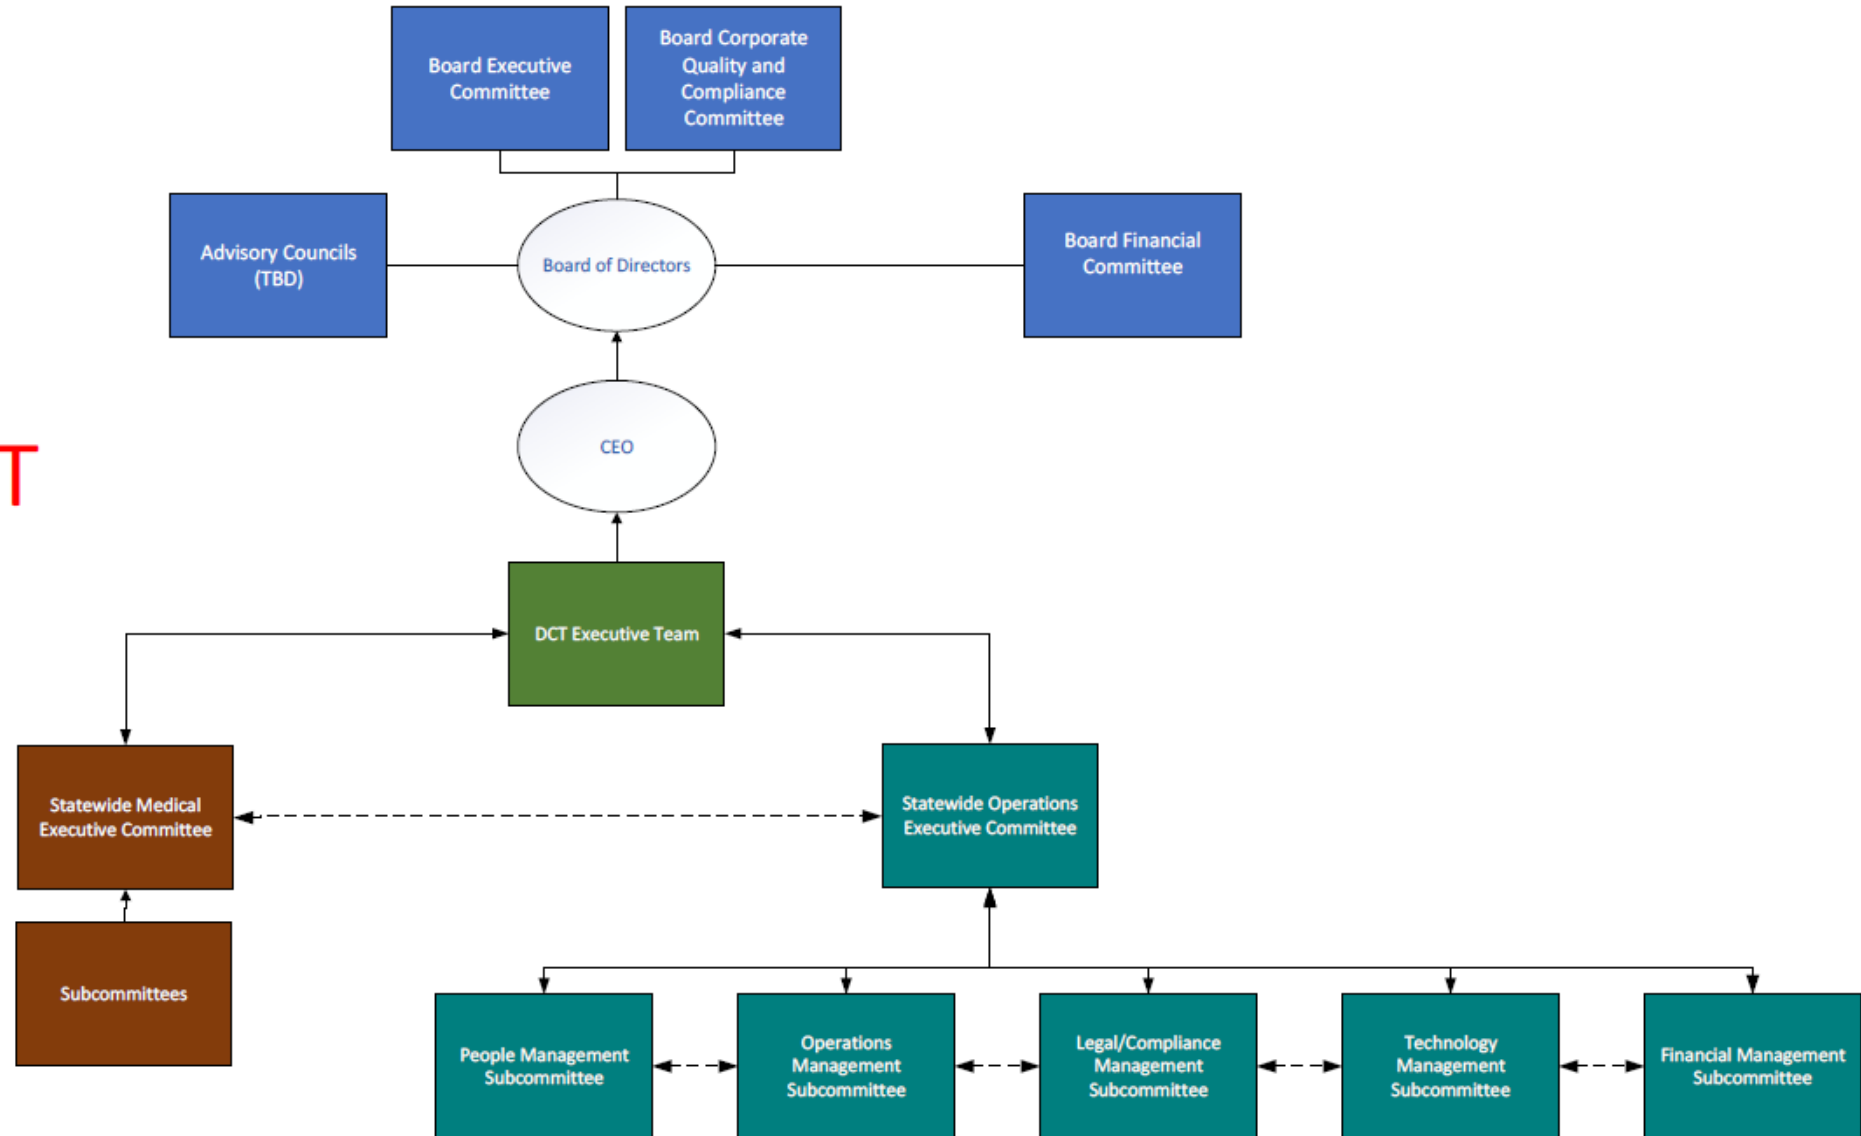 Board Executive
Committee
Board Corporate
Quality and
Compliance
Committee
Advisory Councils
(TBD)
Board of Directors
Board Financial
Committee
CEO
T
DCT Executive Team
Statewide Medical
Executive Committee
Statewide Operations
Executive Committee
Subcommittees
People Management
Subcommittee
Operations
Management
Subcommittee
Legal/Compliance
Management
Subcommittee
Technology
Management
Subcommittee
Financial Management
Subcommittee